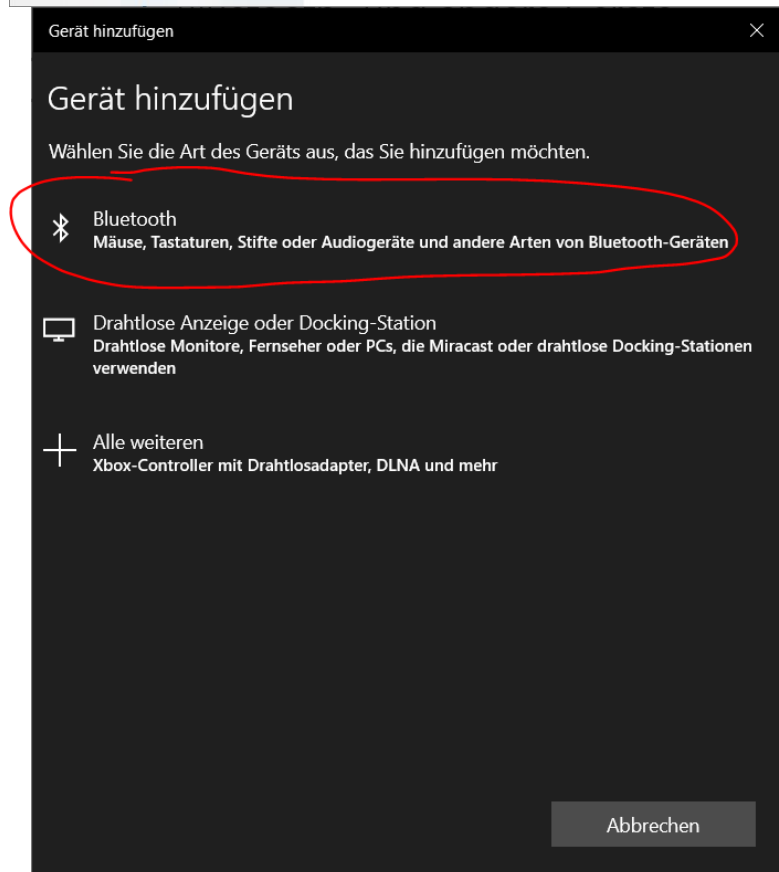 Gerät hinzufügen
Gerät hinzufügen
Wählen Sie die Art des Geräts aus, das Sie hinzufügen möchten.
Bluetooth
Mäuse, Tastaturen, Stifte oder Audiogeräte und andere Arten von Bluetooth-Geräten
Drahtlose Anzeige oder Docking-Station
Drahtlose Monitore, Fernseher oder PCs, die Miracast oder drahtlose Docking-Stationen
verwenden
Alle weiteren
Xbox-Controller mit Drahtlosadapter, DLNA und mehr
Abbrechen